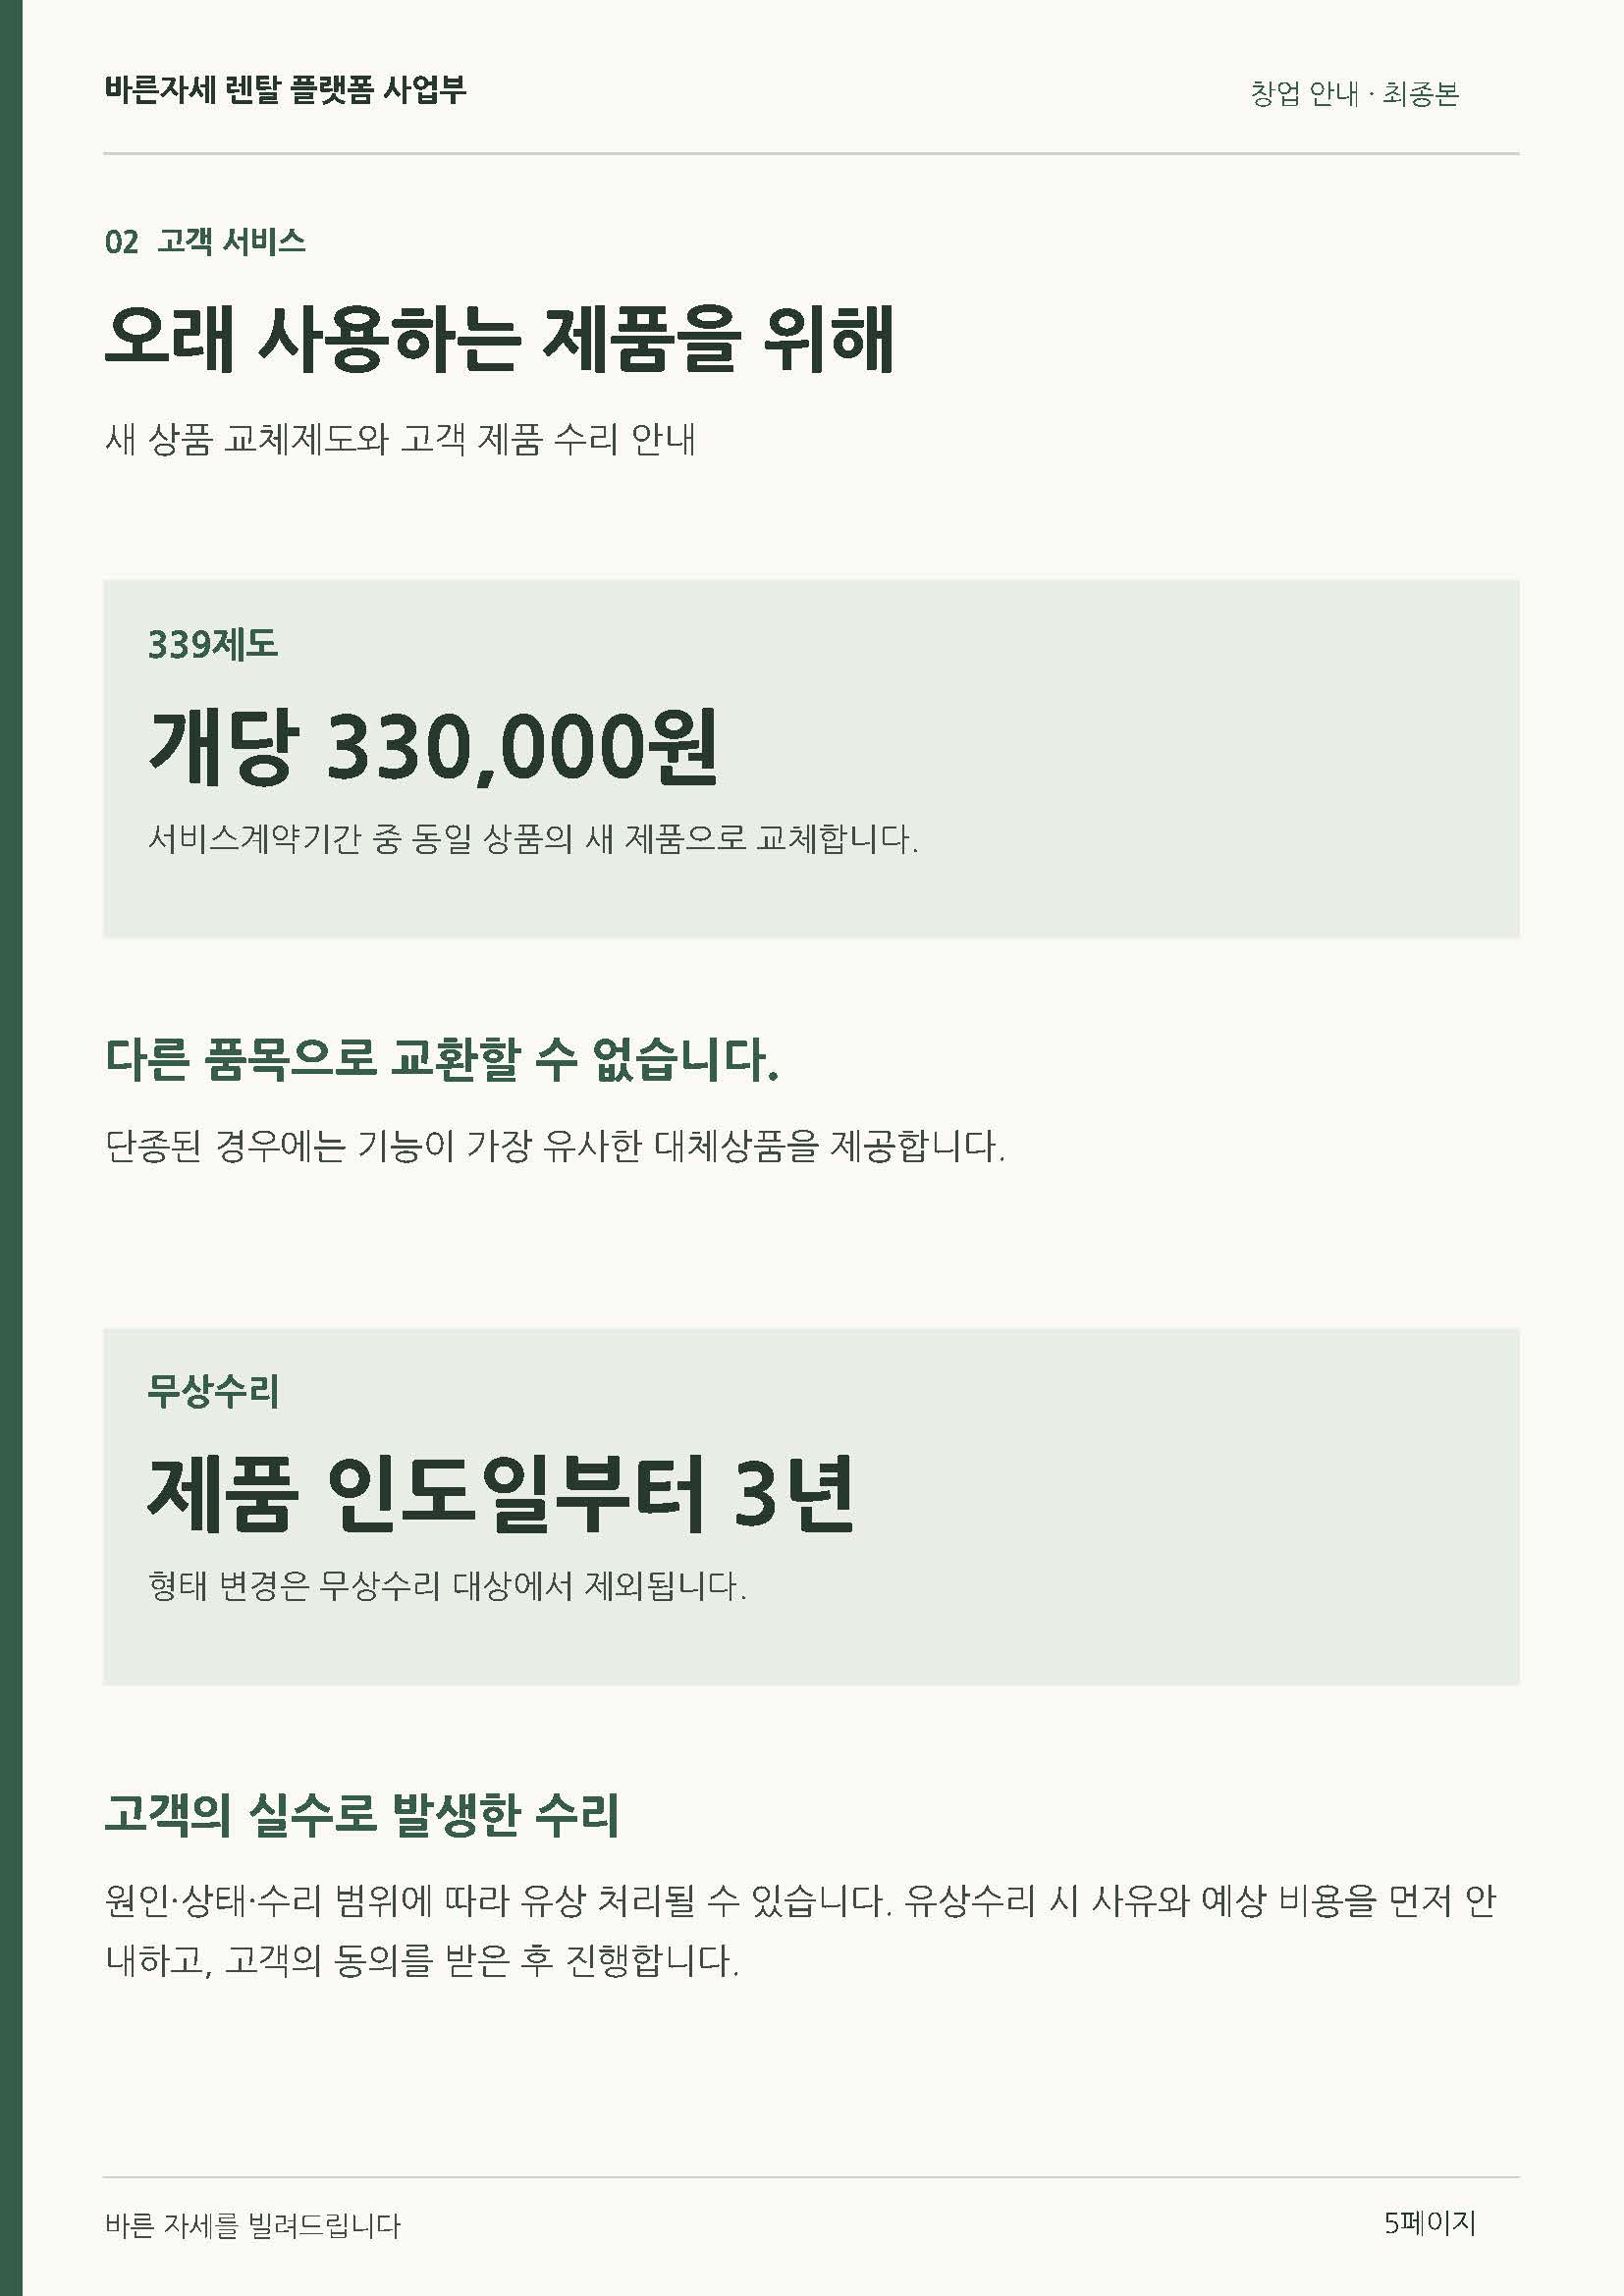 바른자세 렌탈 플랫폼 사업부
창업 안내 · 최종본
02 고객 서비스
오래 사용하는 제품을 위해
새 상품 교체제도와 고객 제품 수리 안내
339제도
개당 330,000원
서비스계약기간 중 동일 상품의 새 제품으로 교체합니다.
다른 품목으로 교환할 수 없습니다.
단종된 경우에는 기능이 가장 유사한 대체상품을 제공합니다.
무상수리
제품 인도일부터 3년
형태 변경은 무상수리 대상에서 제외됩니다.
고객의 실수로 발생한 수리
원인·상태·수리 범위에 따라 유상 처리될 수 있습니다. 유상수리 시 사유와 예상 비용을 먼저 안
내하고, 고객의 동의를 받은 후 진행합니다.
바른 자세를 빌려드립니다
5페이지